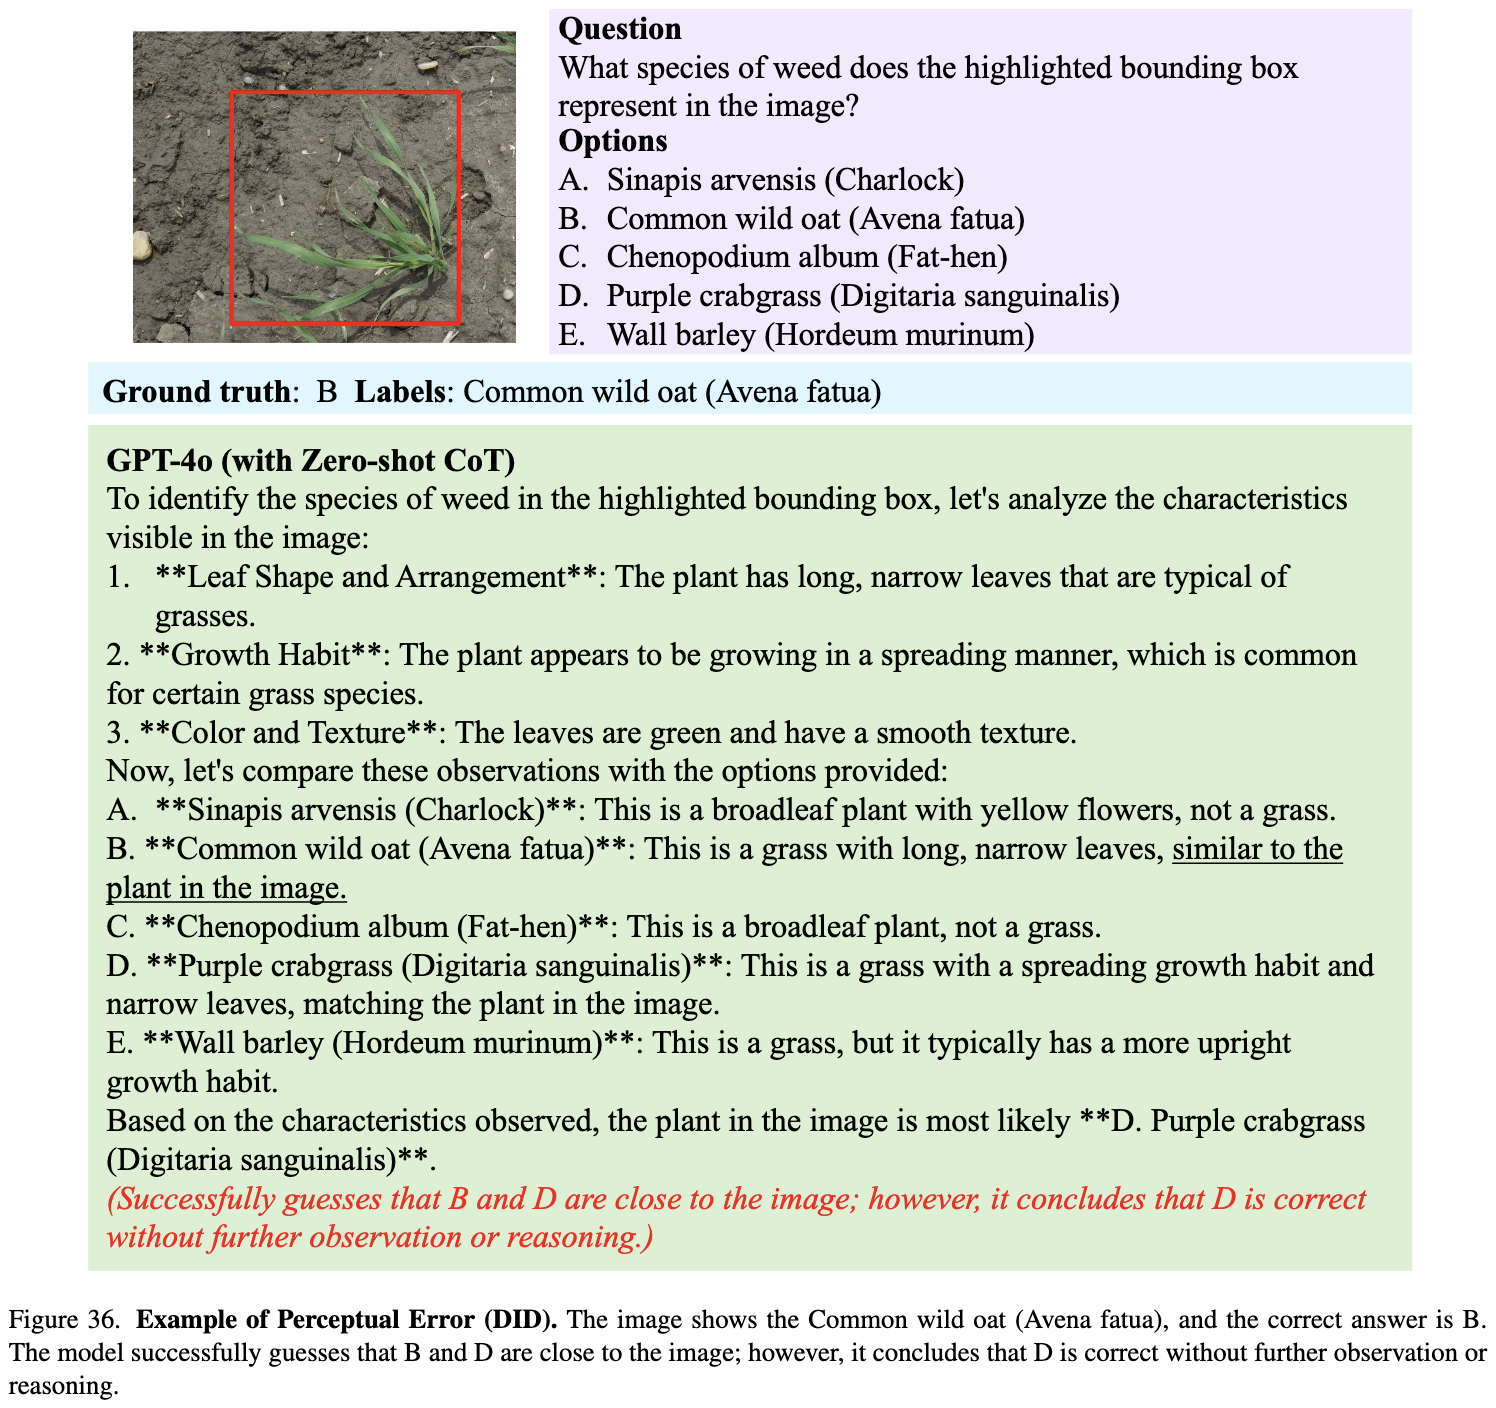 Question
What species of weed does the highlighted bounding box
represent in the image?
Options
A. Sinapis arvensis (Charlock)
B. Common wild oat (Avena fatua)
C. Chenopodium album (Fat-hen)
D. Purple crabgrass (Digitaria sanguinalis)
E. Wall barley (Hordeum murinum)
Ground truth: B Labels: Common wild oat (Avena fatua)
GPT-4o (with Zero-shot CoT)
To identify the species of weed in the highlighted bounding box, let's analyze the characteristics
visible in the image:
1. **Leaf Shape and Arrangement**: The plant has long, narrow leaves that are typical of
grasses.
2. **Growth Habit**: The plant appears to be growing in a spreading manner, which is common
for certain grass species.
3. **Color and Texture**: The leaves are green and have a smooth texture.
Now, let's compare these observations with the options provided:
A. **Sinapis arvensis (Charlock)**: This is a broadleaf plant with yellow flowers, not a grass.
B. **Common wild oat (Avena fatua)**: This is a grass with long, narrow leaves, similar to the
plant in the image.
C. **Chenopodium album (Fat-hen)**: This is a broadleaf plant, not a grass.
D. **Purple crabgrass (Digitaria sanguinalis)**: This is a grass with a spreading growth habit and
narrow leaves, matching the plant in the image.
E. **Wall barley (Hordeum murinum)**: This is a grass, but it typically has a more upright
growth habit.
Based on the characteristics observed, the plant in the image is most likely **D. Purple crabgrass
(Digitaria sanguinalis)**.
(Successfully guesses that B and D are close to the image; however, it concludes that D is correct
without further observation or reasoning.)
Figure 36. Example of Perceptual Error (DID). The image shows the Common wild oat (Avena fatua), and the correct answer is B.
The model successfully guesses that B and D are close to the image; however, it concludes that D is correct without further observation or
reasoning.